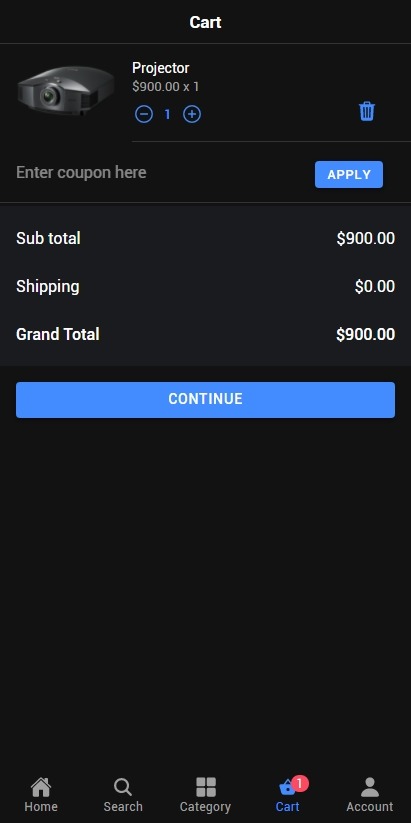 Cart
Projector
$900.00 x 1
1
Enter coupon here
APPLY
Sub total $900.00
Shipping $0.00
Grand Total $900.00
CONTINUE
1
Home Search Category Cart Account